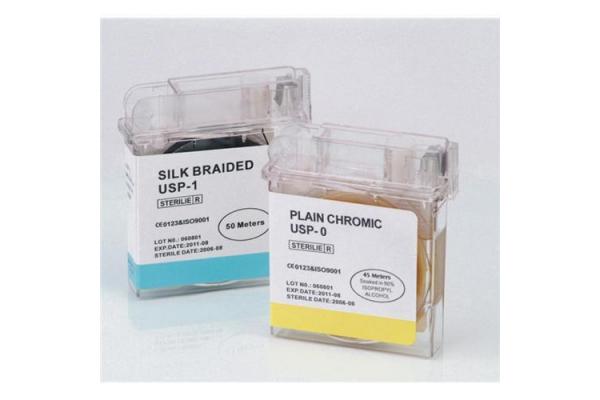 SILK BRAIDED
USP-1
STERILIE R
CE0123&ISO9001
50 Meters
LOT NO.: 060801
EXP.DATE:2011-08
STERILE DATE:2006-08
PLAIN CHROMIC
USP-0
STERILIE R
CE0123&ISO9001
45 Meters
Soaked in 90%
ISOPROPYL
ALCOHOL
LOT NO.: 060801
EXP.DATE:2011-08
STERILE DATE:2006-08